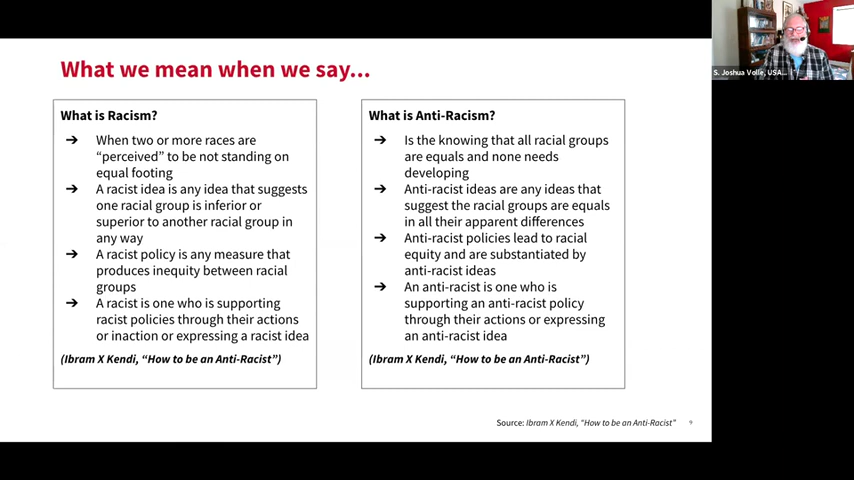 What we mean when we say...
What is Racism?
➔ When two or more races are
“perceived” to be not standing on
equal footing
➔ A racist idea is any idea that suggests
one racial group is inferior or
superior to another racial group in
any way
➔ A racist policy is any measure that
produces inequity between racial
groups
➔ A racist is one who is supporting
racist policies through their actions
or inaction or expressing a racist idea
(Ibram X Kendi, “How to be an Anti-Racist”)
What is Anti-Racism?
➔ Is the knowing that all racial groups
are equals and none needs
developing
➔ Anti-racist ideas are any ideas that
suggest the racial groups are equals
in all their apparent differences
➔ Anti-racist policies lead to racial
equity and are substantiated by
anti-racist ideas
➔ An anti-racist is one who is
supporting an anti-racist policy
through their actions or expressing
an anti-racist idea
(Ibram X Kendi, “How to be an Anti-Racist”)
Source: Ibram X Kendi, “How to be an Anti-Racist”
9
S. Joshua Volle, USA...